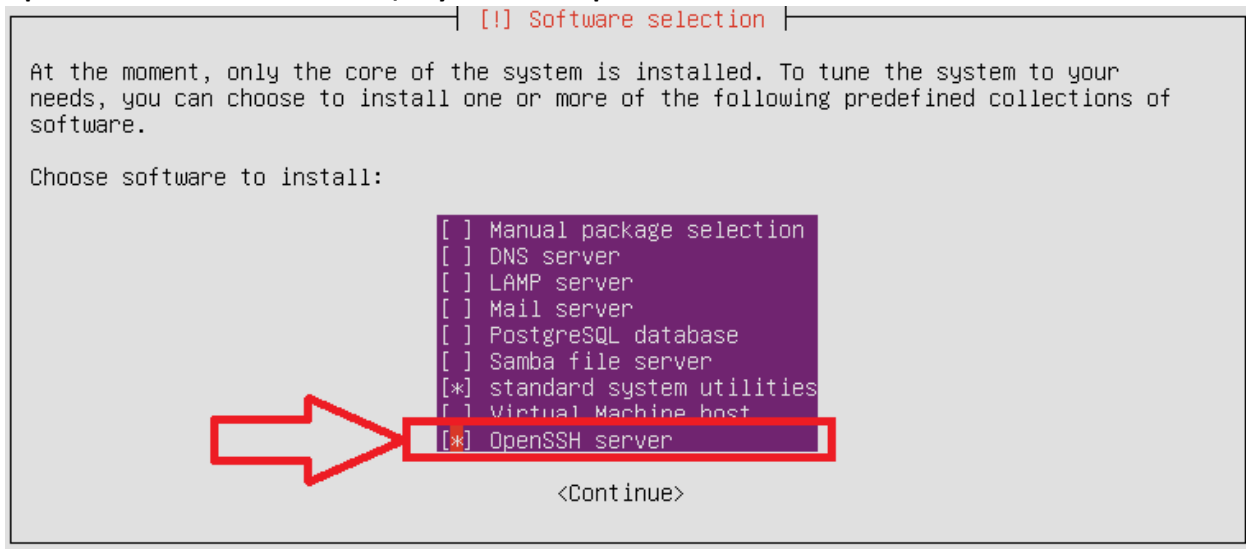 [!] Software selection
At the moment, only the core of the system is installed. To tune the system to your
needs, you can choose to install one or more of the following predefined collections of
software.
Choose software to install:
[ ] Manual package selection
[ ] DNS server
[ ] LAMP server
[ ] Mail server
[ ] PostgreSQL database
[ ] Samba file server
[*] standard system utilities
[ ] Virtual Machine host
[*] OpenSSH server
<Continue>